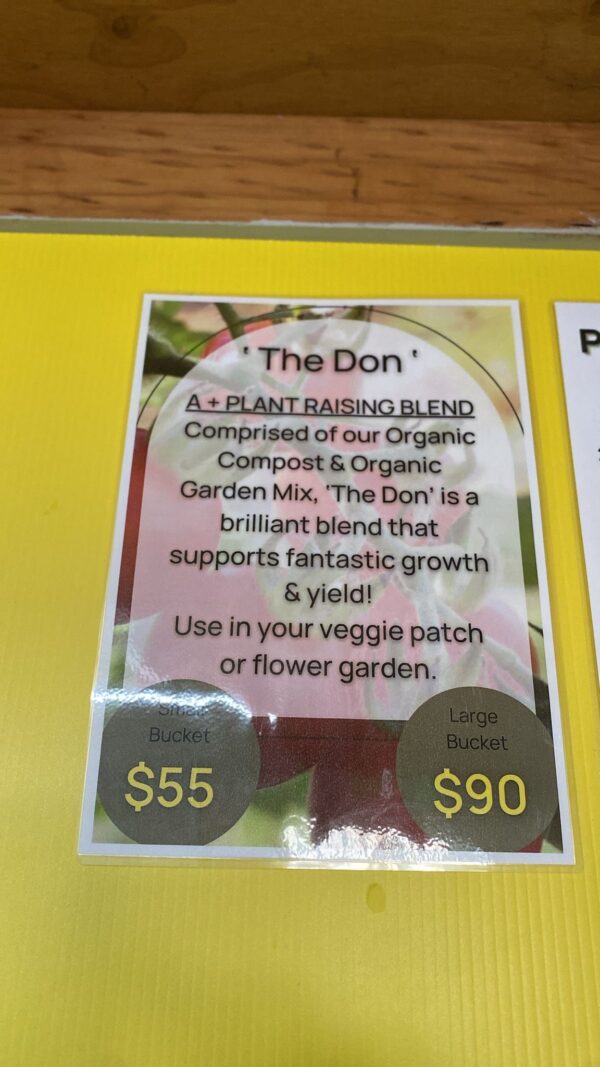 ‘ The Don ‘
A + PLANT RAISING BLEND
Comprised of our Organic
Compost & Organic
Garden Mix, ‘The Don’ is a
brilliant blend that
supports fantastic growth
& yield!
Use in your veggie patch
or flower garden.
Small
Bucket
$55
Large
Bucket
$90
P